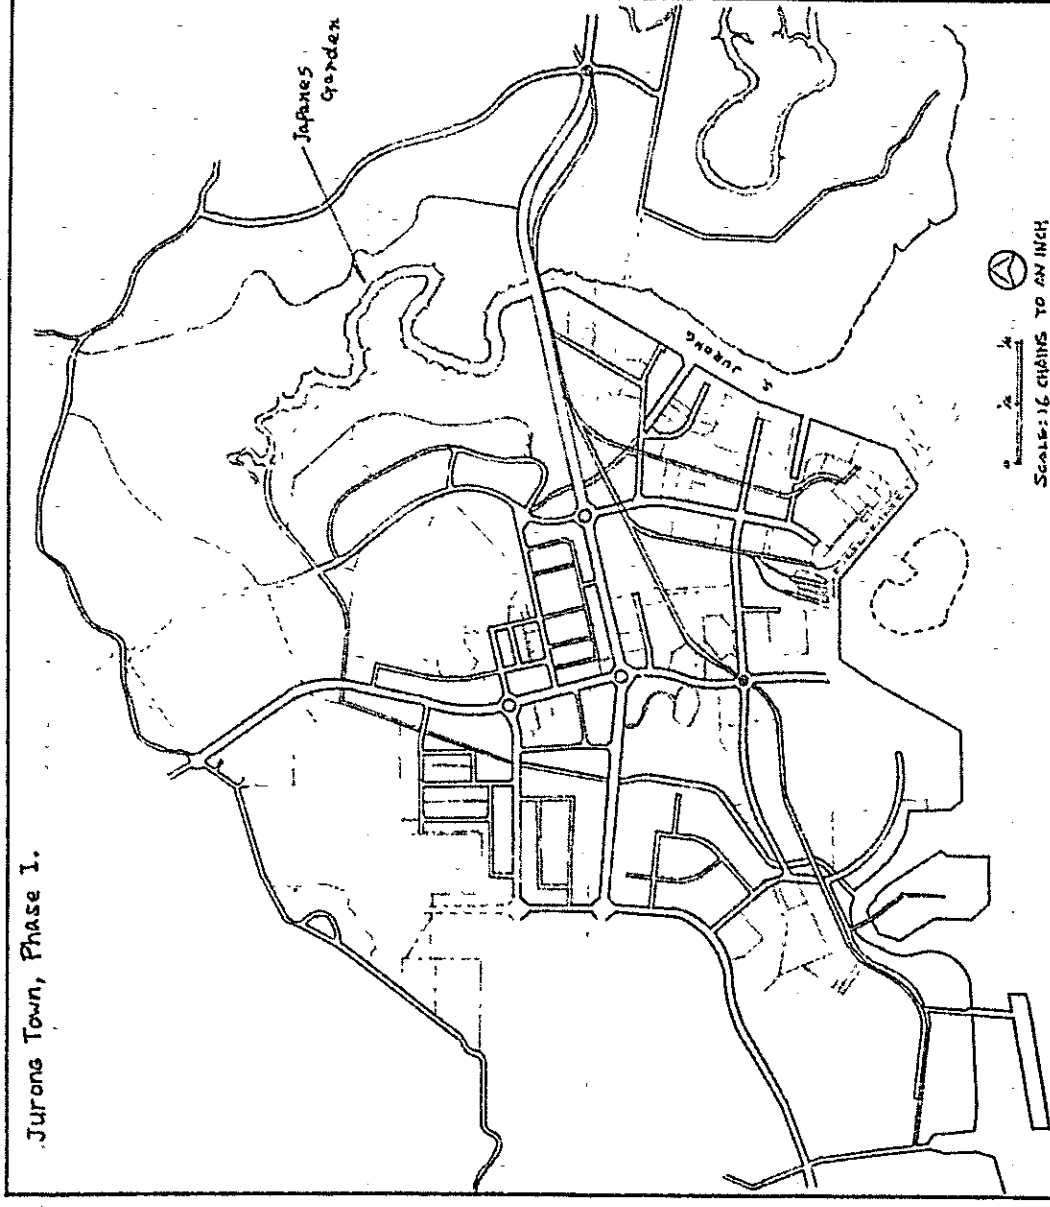 Jurong Town, Phase I.
Japanes
Garden
S. JURONG
SCALE: 16 CHAINS TO AN INCH